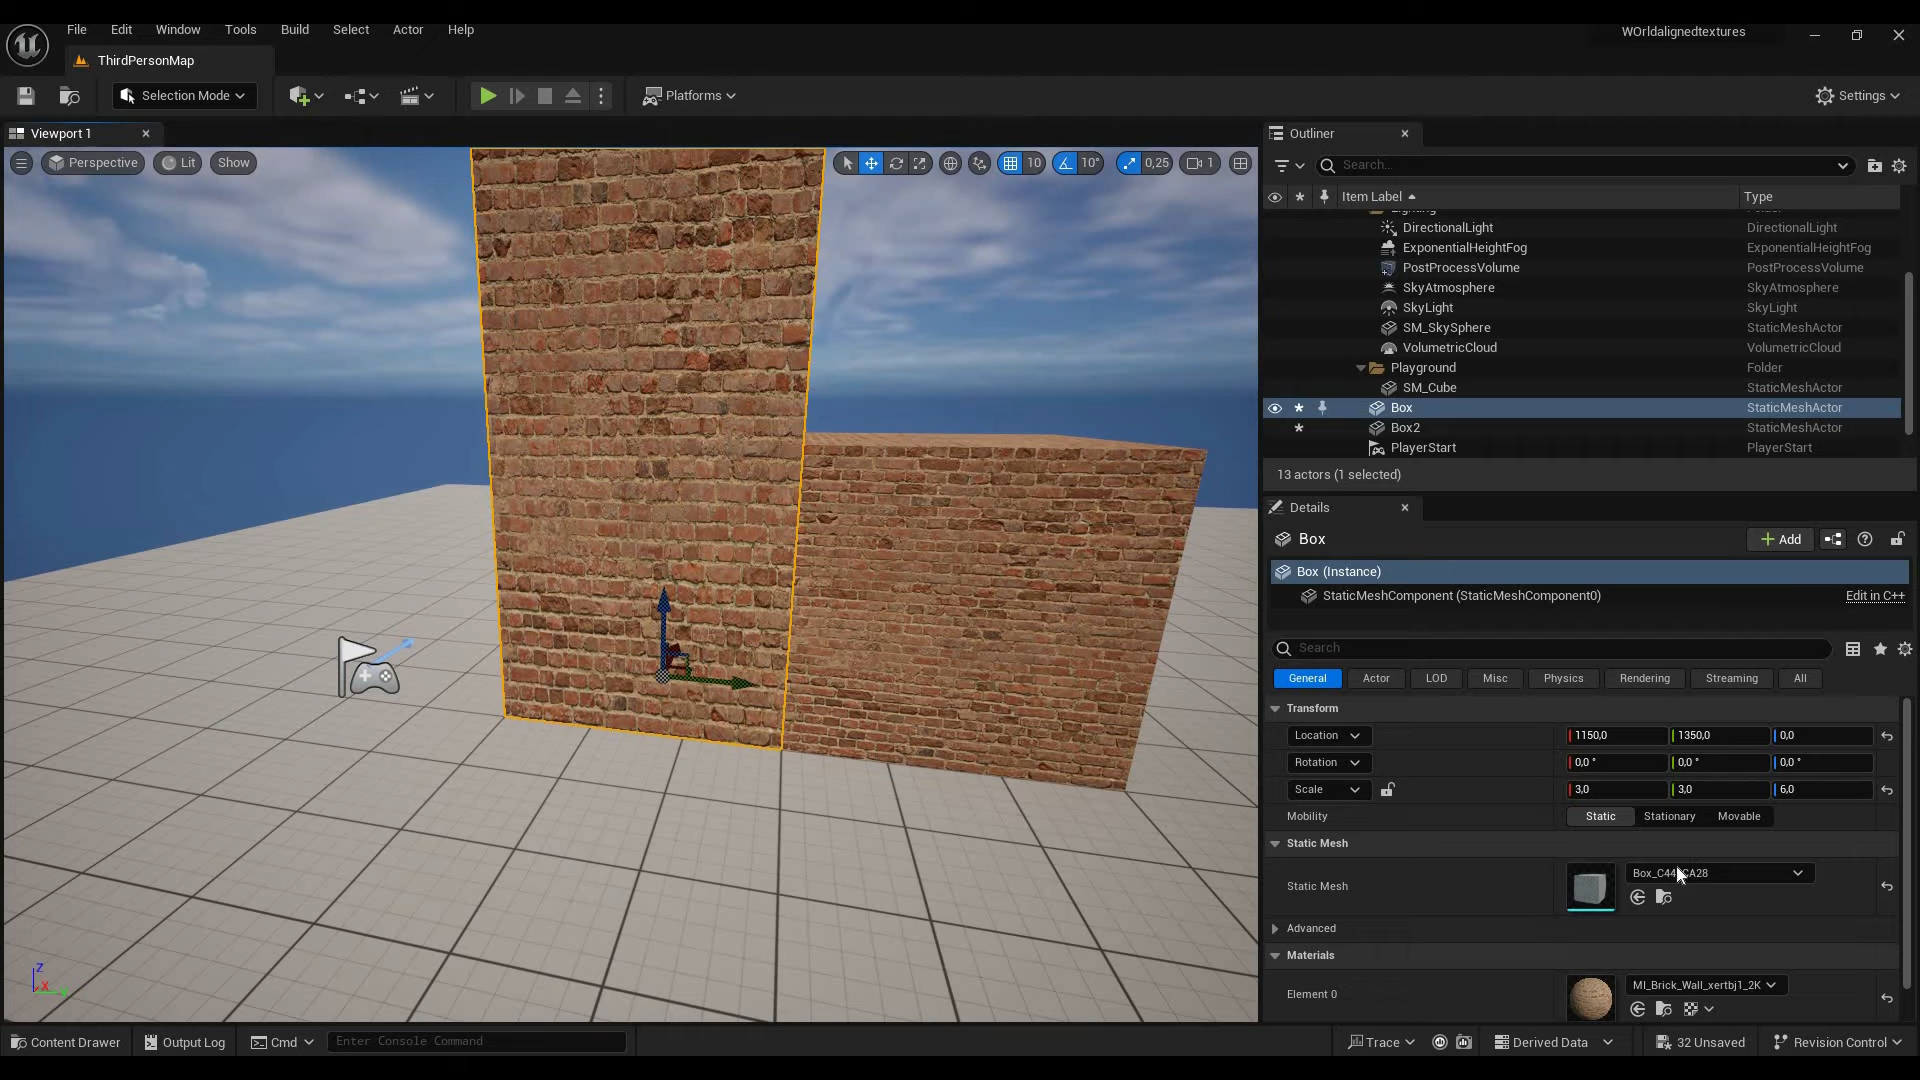 File Edit Window Tools Build Select Actor Help
WOrldalignedtextures
ThirdPersonMap
Selection Mode
Platforms
Settings
Viewport 1
Perspective
Lit
Show
10
10°
0,25
1
Outliner
Search...
Item Label
Type
DirectionalLight DirectionalLight
ExponentialHeightFog ExponentialHeightFog
PostProcessVolume PostProcessVolume
SkyAtmosphere SkyAtmosphere
SkyLight SkyLight
SM_SkySphere StaticMeshActor
VolumetricCloud VolumetricCloud
Playground Folder
SM_Cube StaticMeshActor
Box StaticMeshActor
Box2 StaticMeshActor
PlayerStart PlayerStart
13 actors (1 selected)
Details
Box
Add
Box (Instance)
StaticMeshComponent (StaticMeshComponent0)
Edit in C++
Search
General Actor LOD Misc Physics Rendering Streaming All
Transform
Location 1150,0 1350,0 0,0
Rotation 0,0 ° 0,0 ° 0,0 °
Scale 3,0 3,0 6,0
Mobility Static Stationary Movable
Static Mesh
Static Mesh
Advanced
Materials
Element 0
MI_Brick_Wall_xertbj1_2K
Z
X
Content Drawer
Output Log
Cmd
Enter Console Command
Trace
Derived Data
32 Unsaved
Revision Control